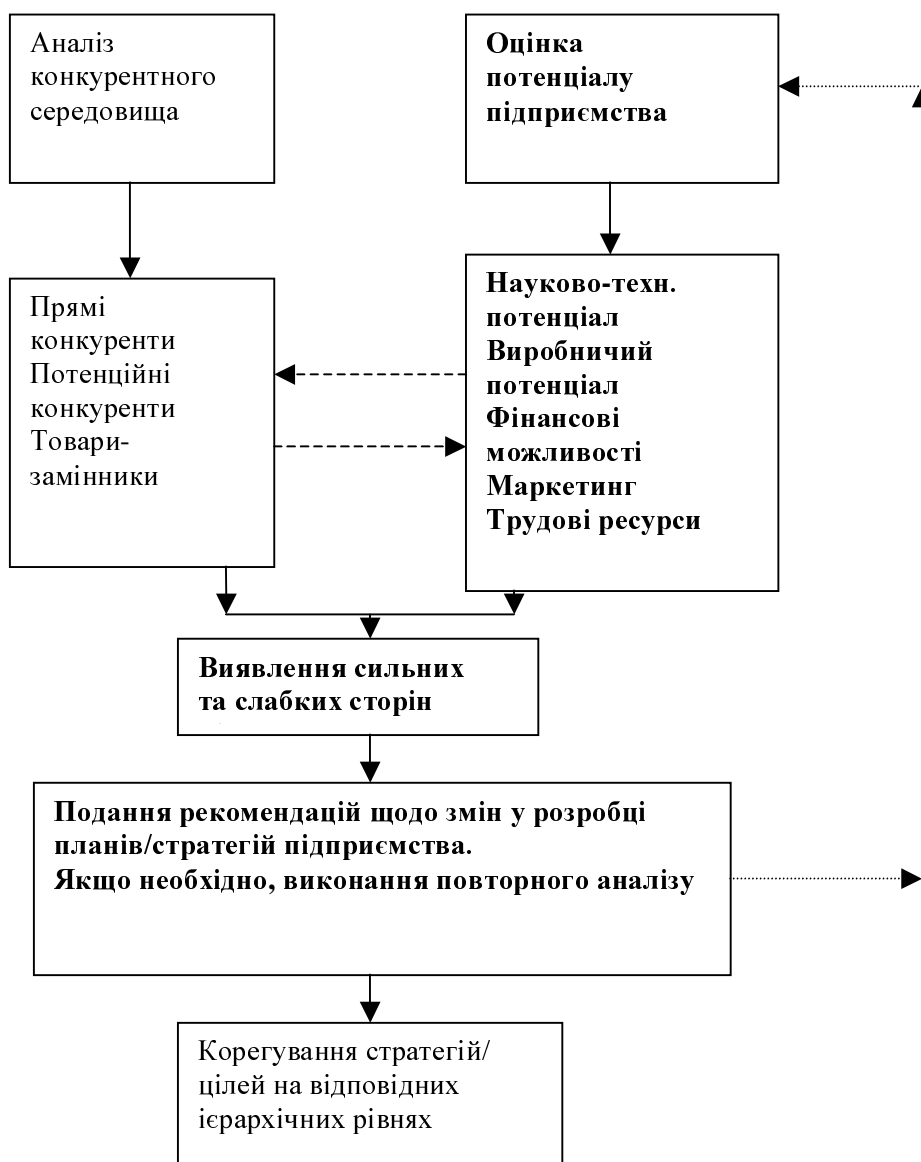 Аналіз
конкурентного
середовища
Оцінка
потенціалу
підприємства
Прямі
конкуренти
Потенційні
конкуренти
Товари-
замінники
Науково-техн.
потенціал
Виробничий
потенціал
Фінансові
можливості
Маркетинг
Трудові ресурси
Виявлення сильних
та слабких сторін
Подання рекомендацій щодо змін у розробці
планів/стратегій підприємства.
Якщо необхідно, виконання повторного аналізу
Корегування стратегій/
цілей на відповідних
ієрархічних рівнях